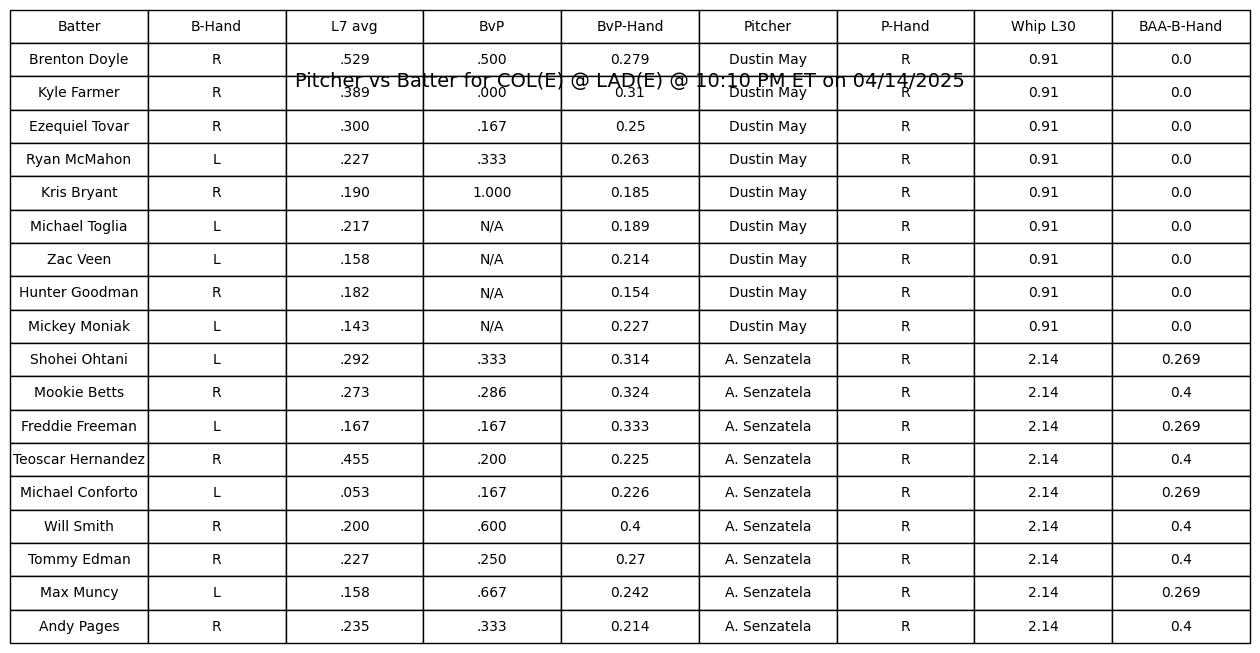 Batter B-Hand L7 avg BvP BvP-Hand Pitcher P-Hand Whip L30 BAA-B-Hand
Brenton Doyle R .529 .500 0.279 Dustin May R 0.91 0.0
Pitcher vs Batter for COL(E) @ LAD(E) @ 10:10 PM ET on 04/14/2025
Kyle Farmer R .389 .000 0.31 Dustin May R 0.91 0.0
Ezequiel Tovar R .300 .167 0.25 Dustin May R 0.91 0.0
Ryan McMahon L .227 .333 0.263 Dustin May R 0.91 0.0
Kris Bryant R .190 1.000 0.185 Dustin May R 0.91 0.0
Michael Toglia L .217 N/A 0.189 Dustin May R 0.91 0.0
Zac Veen L .158 N/A 0.214 Dustin May R 0.91 0.0
Hunter Goodman R .182 N/A 0.154 Dustin May R 0.91 0.0
Mickey Moniak L .143 N/A 0.227 Dustin May R 0.91 0.0
Shohei Ohtani L .292 .333 0.314 A. Senzatela R 2.14 0.269
Mookie Betts R .273 .286 0.324 A. Senzatela R 2.14 0.4
Freddie Freeman L .167 .167 0.333 A. Senzatela R 2.14 0.269
Teoscar Hernandez R .455 .200 0.225 A. Senzatela R 2.14 0.4
Michael Conforto L .053 .167 0.226 A. Senzatela R 2.14 0.269
Will Smith R .200 .600 0.4 A. Senzatela R 2.14 0.4
Tommy Edman R .227 .250 0.27 A. Senzatela R 2.14 0.4
Max Muncy L .158 .667 0.242 A. Senzatela R 2.14 0.269
Andy Pages R .235 .333 0.214 A. Senzatela R 2.14 0.4